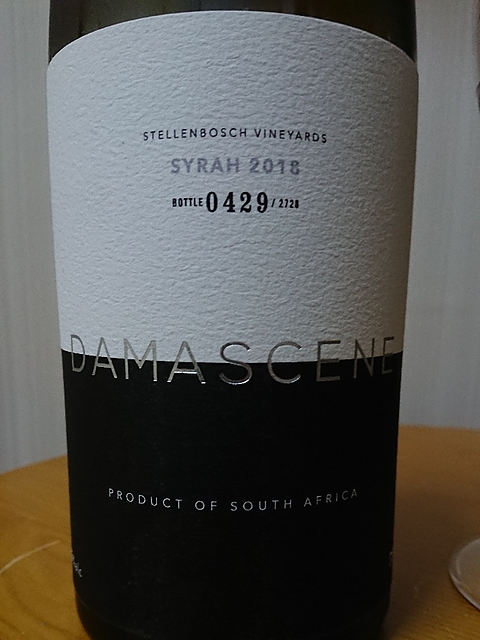 STELLENBOSCH VINEYARDS
SYRAH 2018
BOTTLE 0429 / 2728
DAMASCENE
PRODUCT OF SOUTH AFRICA